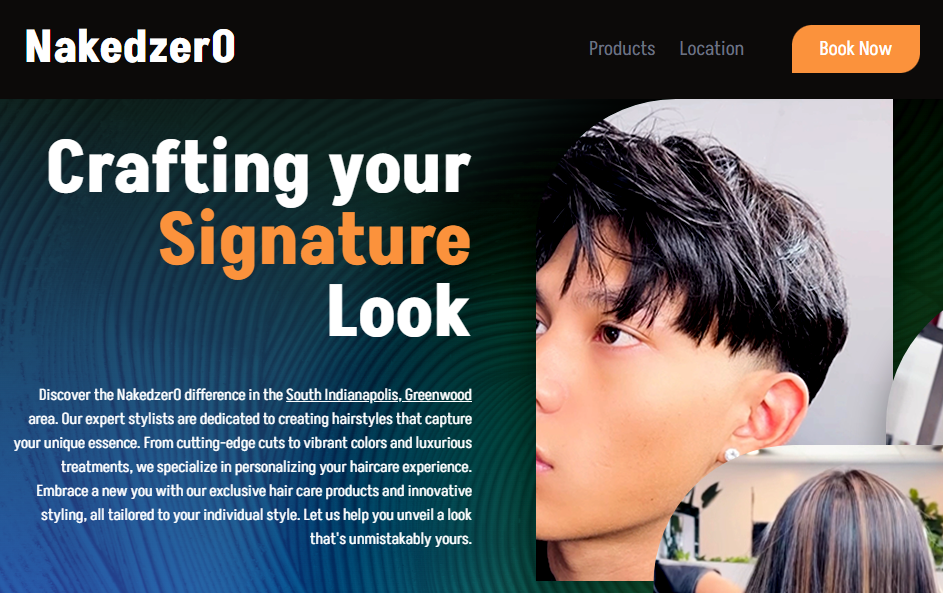 Nakedzer0
Products
Location
Book Now
Crafting your
Signature
Look
Discover the Nakedzer0 difference in the South Indianapolis, Greenwood
area. Our expert stylists are dedicated to creating hairstyles that capture
your unique essence. From cutting-edge cuts to vibrant colors and luxurious
treatments, we specialize in personalizing your haircare experience.
Embrace a new you with our exclusive hair care products and innovative
styling, all tailored to your individual style. Let us help you unveil a look
that's unmistakably yours.